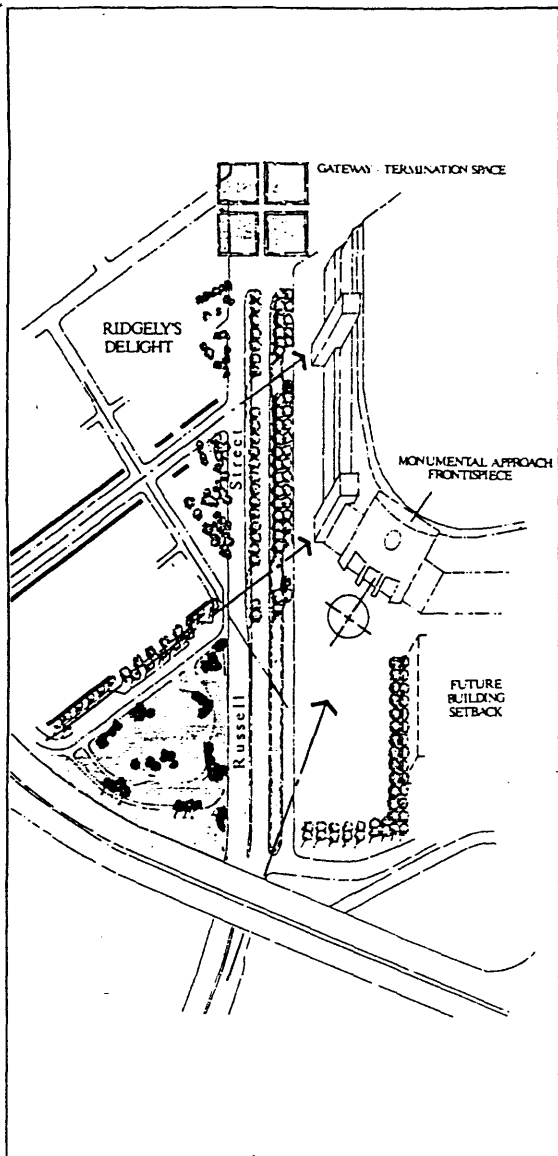 GATEWAY - TERMINATION SPACE
RIDGELY'S
DELIGHT
Street
MONUMENTAL APPROACH
FRONTISPIECE
FUTURE
BUILDING
SETBACK
Russell